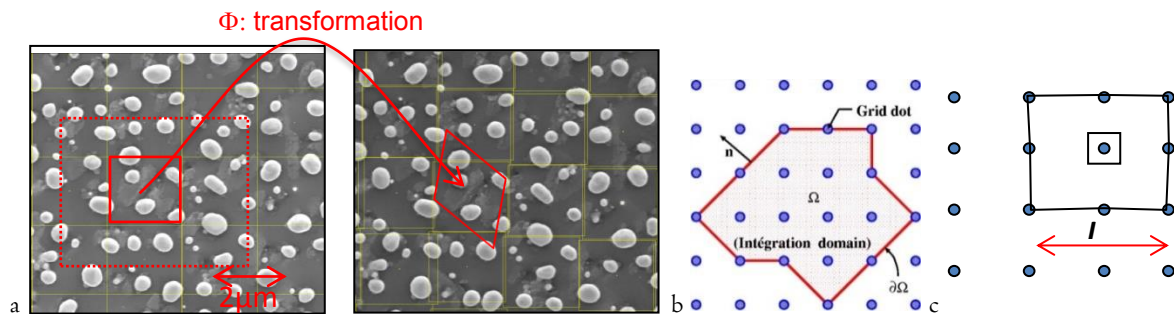 Φ: transformation
2μm
a
Grid dot
n
Ω
(Intégration domain)
∂Ω
b
l
c